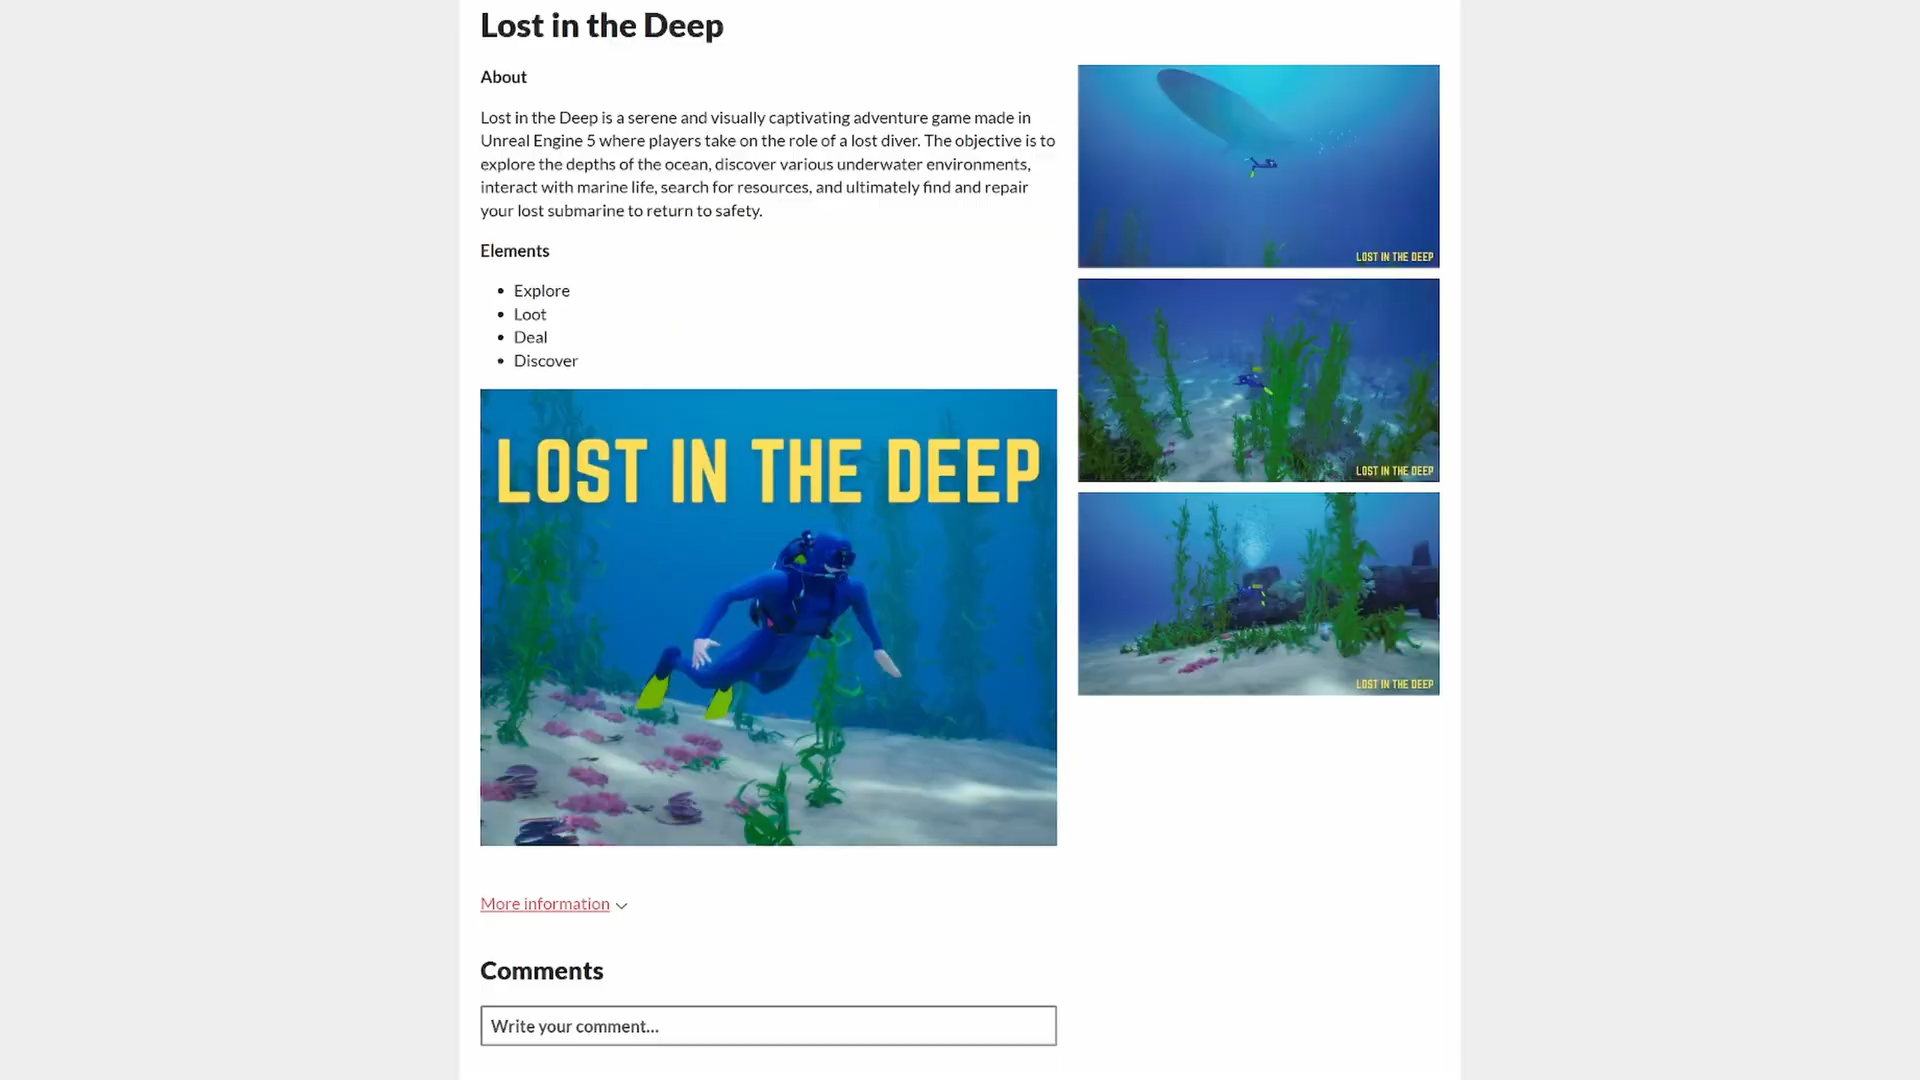 Lost in the Deep
About
Lost in the Deep is a serene and visually captivating adventure game made in
Unreal Engine 5 where players take on the role of a lost diver. The objective is to
explore the depths of the ocean, discover various underwater environments,
interact with marine life, search for resources, and ultimately find and repair
your lost submarine to return to safety.
Elements
Explore
Loot
Deal
Discover
LOST IN THE DEEP
More information
Comments
Write your comment...
LOST IN THE DEEP
LOST IN THE DEEP
LOST IN THE DEEP